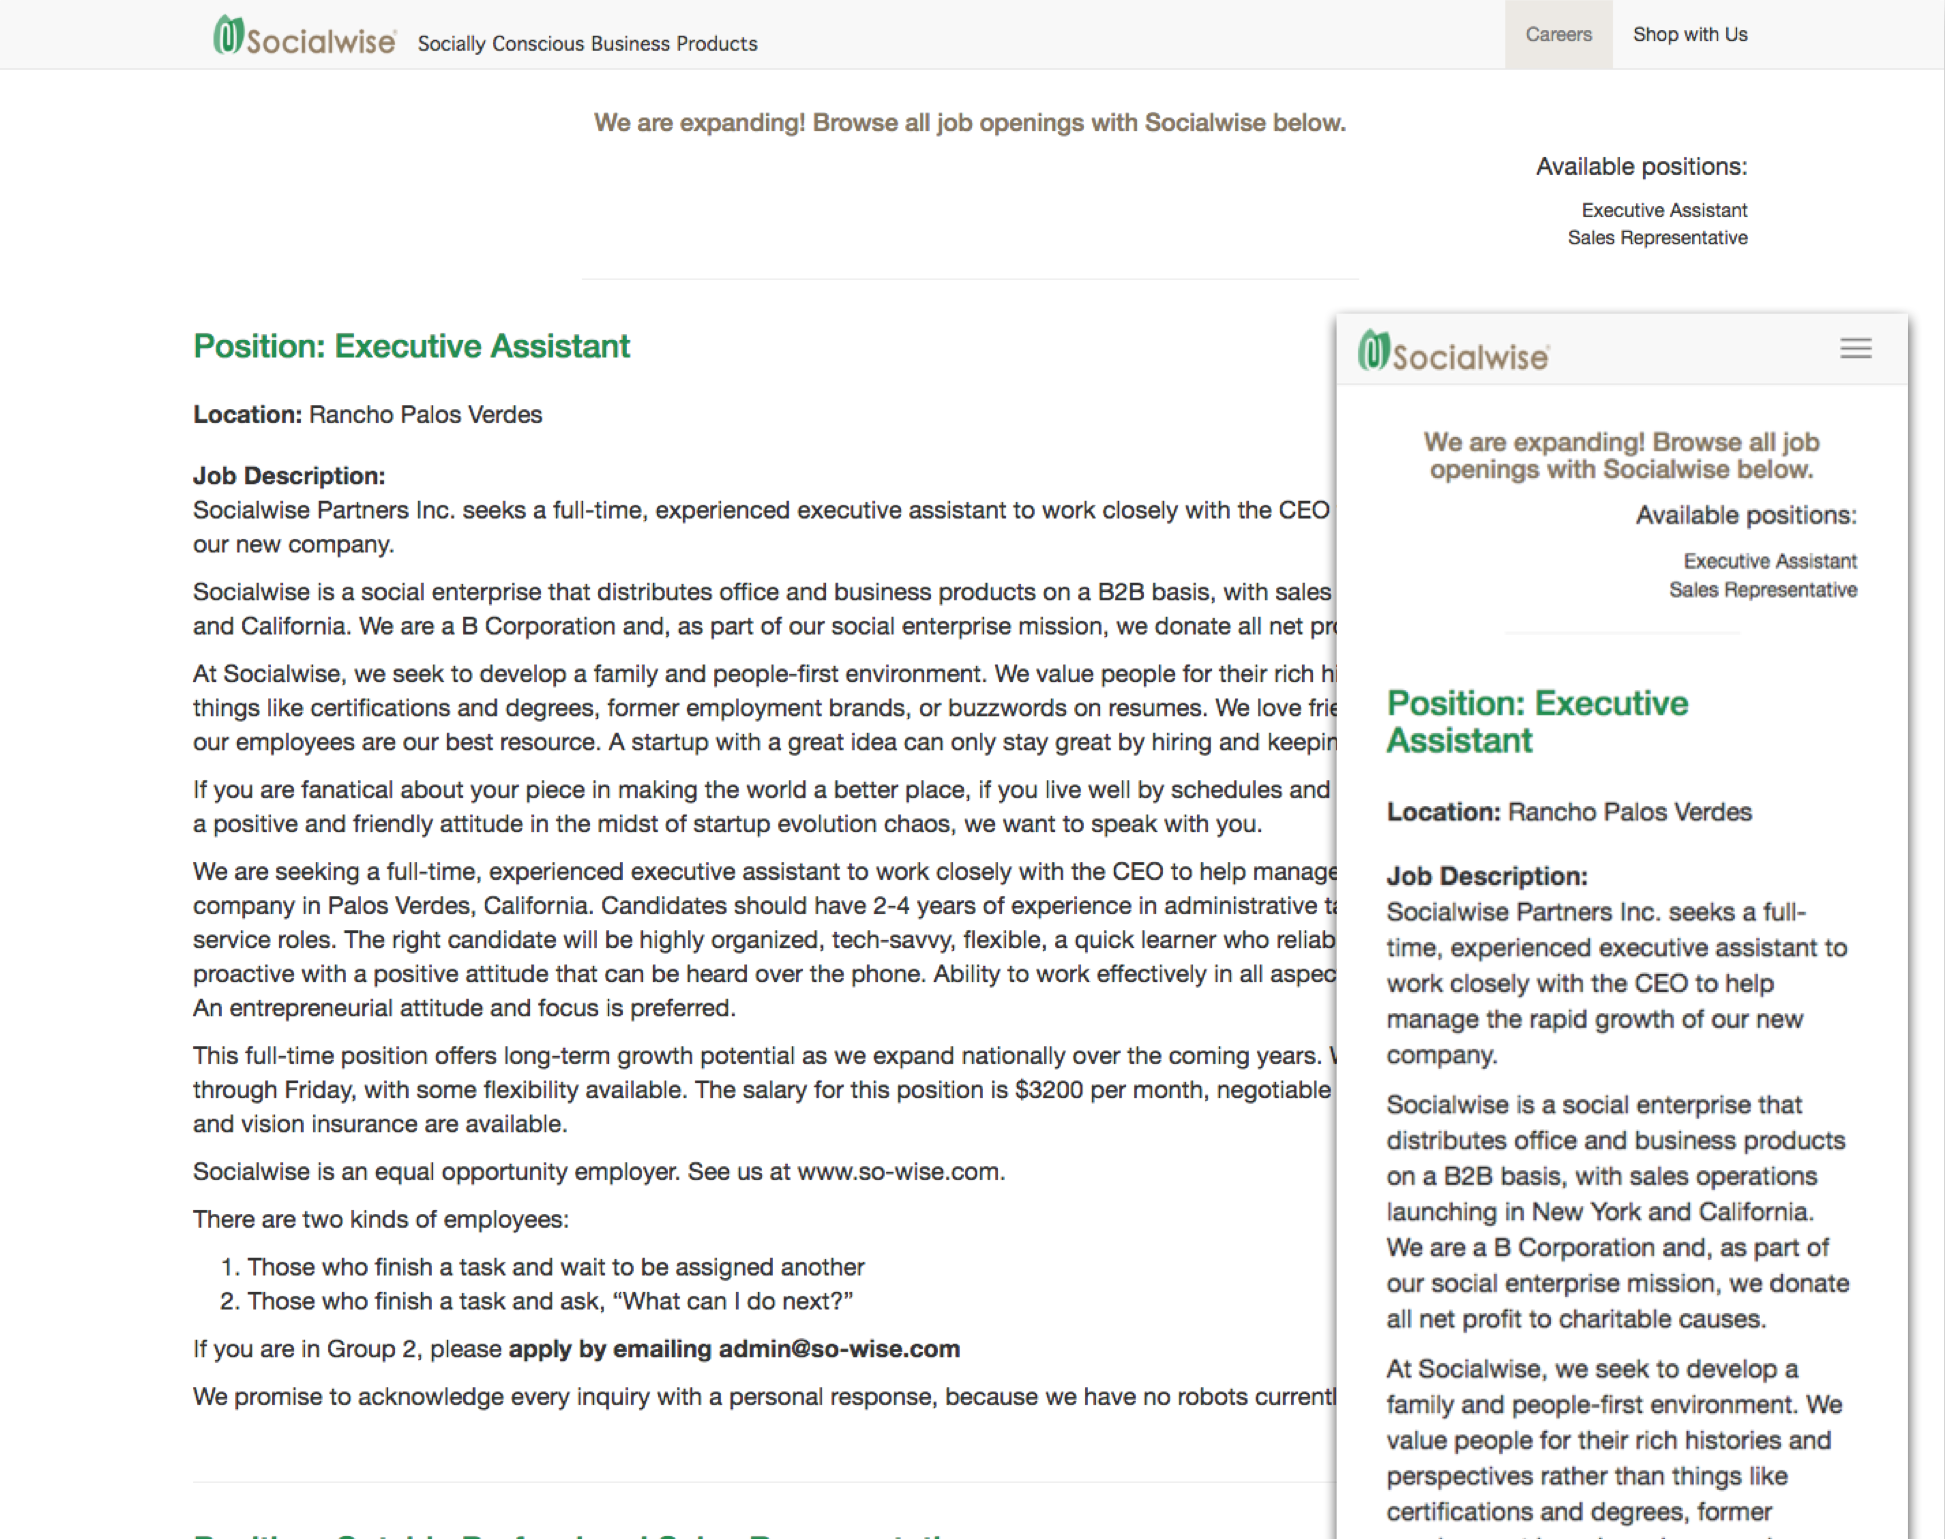 Socialwise Socially Conscious Business Products
Careers
Shop with Us
We are expanding! Browse all job openings with Socialwise below.
Available positions:
Executive Assistant
Sales Representative
Position: Executive Assistant
Location: Rancho Palos Verdes
Job Description:
Socialwise Partners Inc. seeks a full-time, experienced executive assistant to work closely with the CEO
our new company.
Socialwise is a social enterprise that distributes office and business products on a B2B basis, with sales
and California. We are a B Corporation and, as part of our social enterprise mission, we donate all net
At Socialwise, we seek to develop a family and people-first environment. We value people for their rich
things like certifications and degrees, former employment brands, or buzzwords on resumes. We love
our employees are our best resource. A startup with a great idea can only stay great by hiring and
If you are fanatical about your piece in making the world a better place, if you live well by schedules and
a positive and friendly attitude in the midst of startup evolution chaos, we want to speak with you.
We are seeking a full-time, experienced executive assistant to work closely with the CEO to help manage
company in Palos Verdes, California. Candidates should have 2-4 years of experience in administrative
service roles. The right candidate will be highly organized, tech-savvy, flexible, a quick learner who
proactive with a positive attitude that can be heard over the phone. Ability to work effectively in all
An entrepreneurial attitude and focus is preferred.
This full-time position offers long-term growth potential as we expand nationally over the coming years.
through Friday, with some flexibility available. The salary for this position is $3200 per month, negotiable
and vision insurance are available.
Socialwise is an equal opportunity employer. See us at www.so-wise.com.
There are two kinds of employees:
1. Those who finish a task and wait to be assigned another
2. Those who finish a task and ask, “What can I do next?”
If you are in Group 2, please apply by emailing admin@so-wise.com
We promise to acknowledge every inquiry with a personal response, because we have no robots
Socialwise
We are expanding! Browse all job
openings with Socialwise below.
Available positions:
Executive Assistant
Sales Representative
Position: Executive
Assistant
Location: Rancho Palos Verdes
Job Description:
Socialwise Partners Inc. seeks a full-
time, experienced executive assistant to
work closely with the CEO to help
manage the rapid growth of our new
company.
Socialwise is a social enterprise that
distributes office and business products
on a B2B basis, with sales operations
launching in New York and California.
We are a B Corporation and, as part of
our social enterprise mission, we donate
all net profit to charitable causes.
At Socialwise, we seek to develop a
family and people-first environment. We
value people for their rich histories and
perspectives rather than things like
certifications and degrees, former